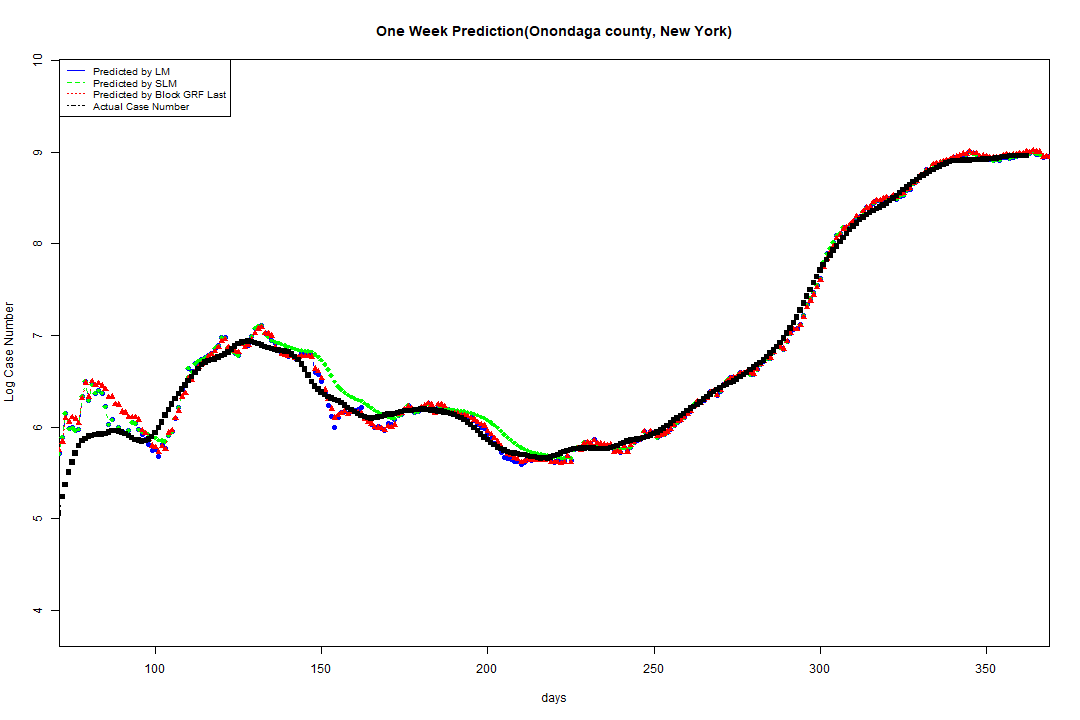 One Week Prediction(Onondaga county, New York)
Predicted by LM
Predicted by SLM
Predicted by Block GRF Last
Actual Case Number
10
9
8
7
6
5
4
Log Case Number
100 150 200 250 300 350
days